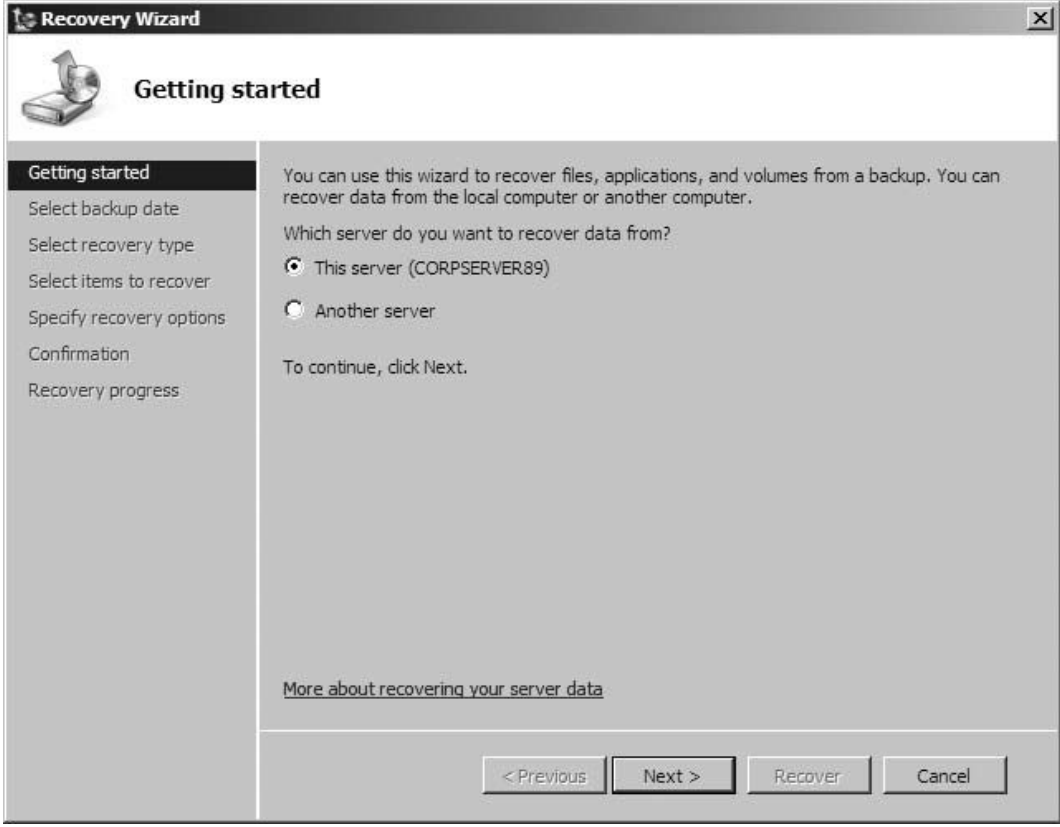 Recovery Wizard
Getting started
Getting started
Select backup date
Select recovery type
Select items to recover
Specify recovery options
Confirmation
Recovery progress
You can use this wizard to recover files, applications, and volumes from a backup. You can
recover data from the local computer or another computer.
Which server do you want to recover data from?
This server (CORPSERVER89)
Another server
To continue, click Next.
More about recovering your server data
< Previous
Next >
Recover
Cancel